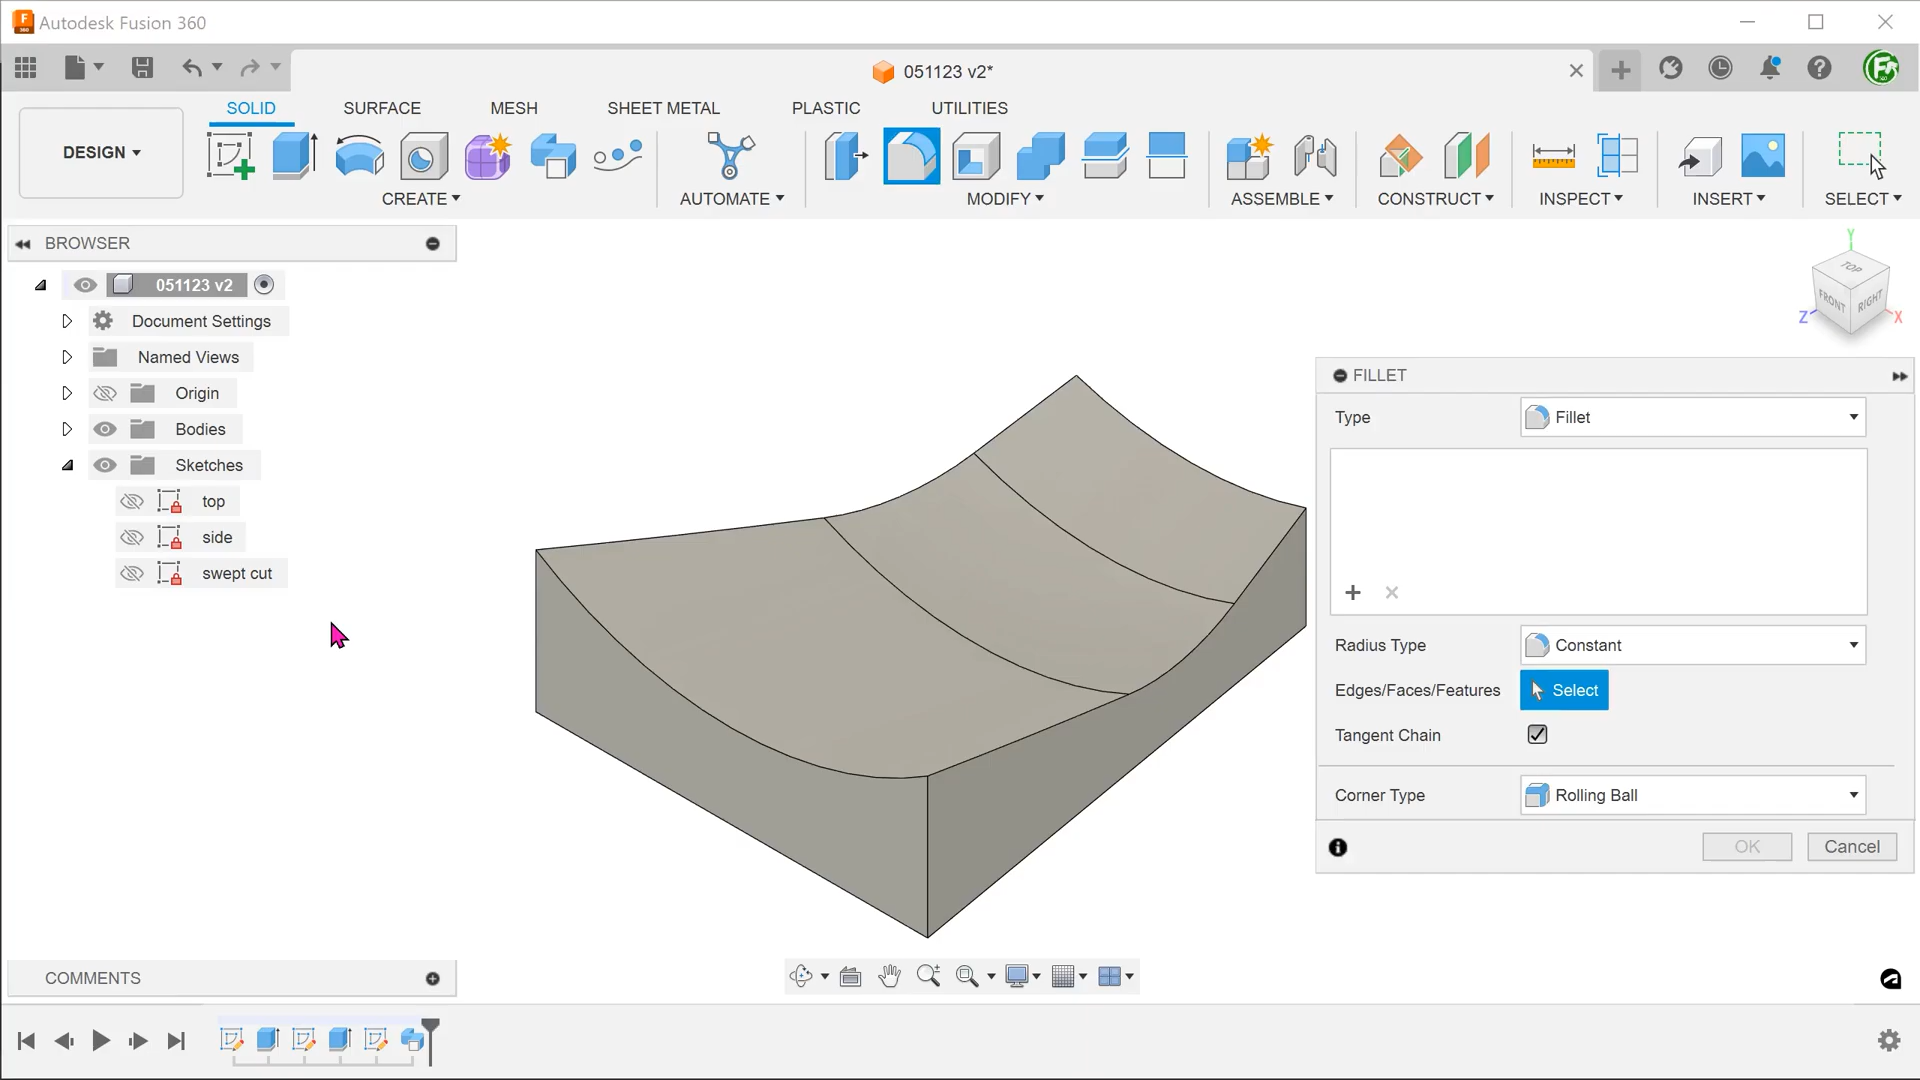 Autodesk Fusion 360
051123 v2*
SOLID SURFACE MESH SHEET METAL PLASTIC UTILITIES
DESIGN
CREATE AUTOMATE MODIFY ASSEMBLE CONSTRUCT INSPECT INSERT SELECT
BROWSER
051123 v2
Document Settings
Named Views
Origin
Bodies
Sketches
top
side
swept cut
Y
TOP
FRONT RIGHT
Z X
FILLET
Type Fillet
Radius Type Constant
Edges/Faces/Features Select
Tangent Chain
Corner Type Rolling Ball
OK Cancel
COMMENTS